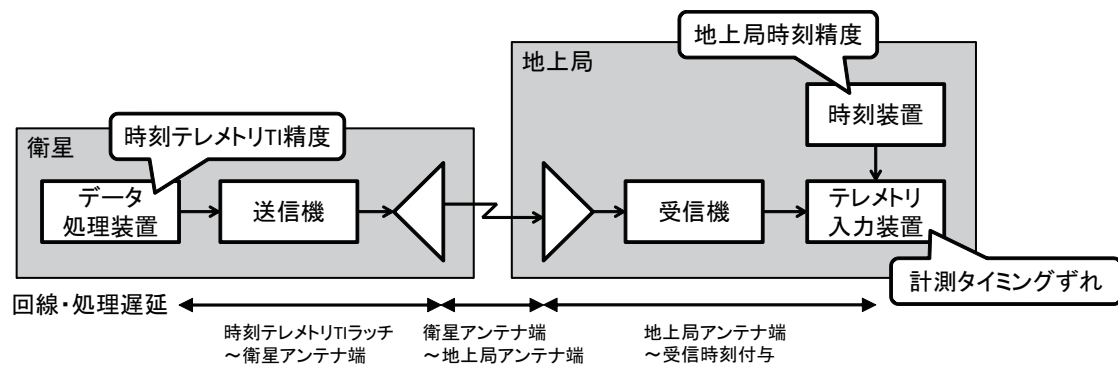 地上局時刻精度
地上局
時刻装置
衛星
時刻テレメトリTI精度
データ
処理装置
送信機
受信機
テレメトリ
入力装置
計測タイミングずれ
回線・処理遅延
時刻テレメトリTIラッチ
～衛星アンテナ端
衛星アンテナ端
～地上局アンテナ端
地上局アンテナ端
～受信時刻付与